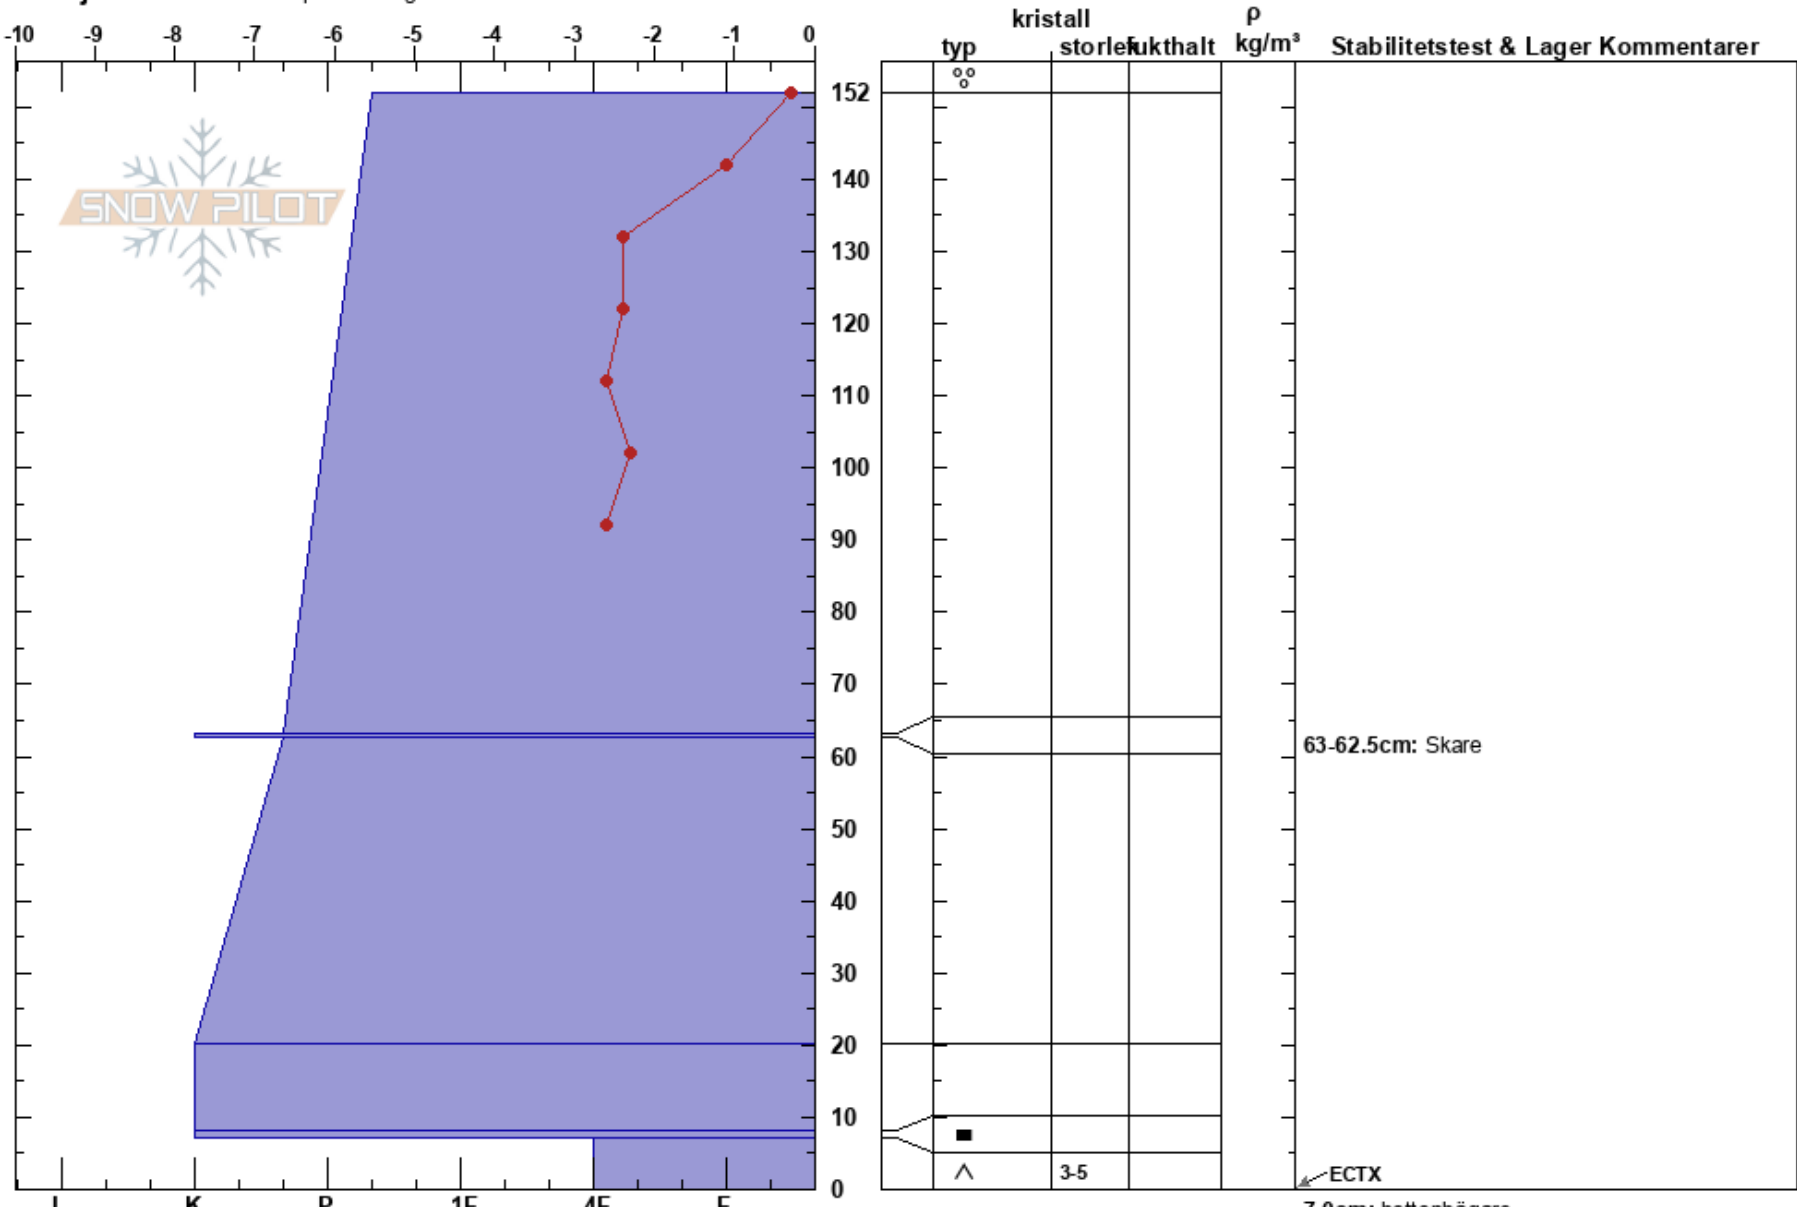 kristall ρ
-10 -9 -8 -7 -6 -5 -4 -3 -2 -1 0
typ storlek fukthalt kg/m³ Stabilitetstest & Lager Kommentarer
152
SNOW PILOT
140
130
120
110
100
90
80
70
63-62.5cm: Skare
60
50
40
30
20
10
3-5 ECTX
0
K P 1F 4F F